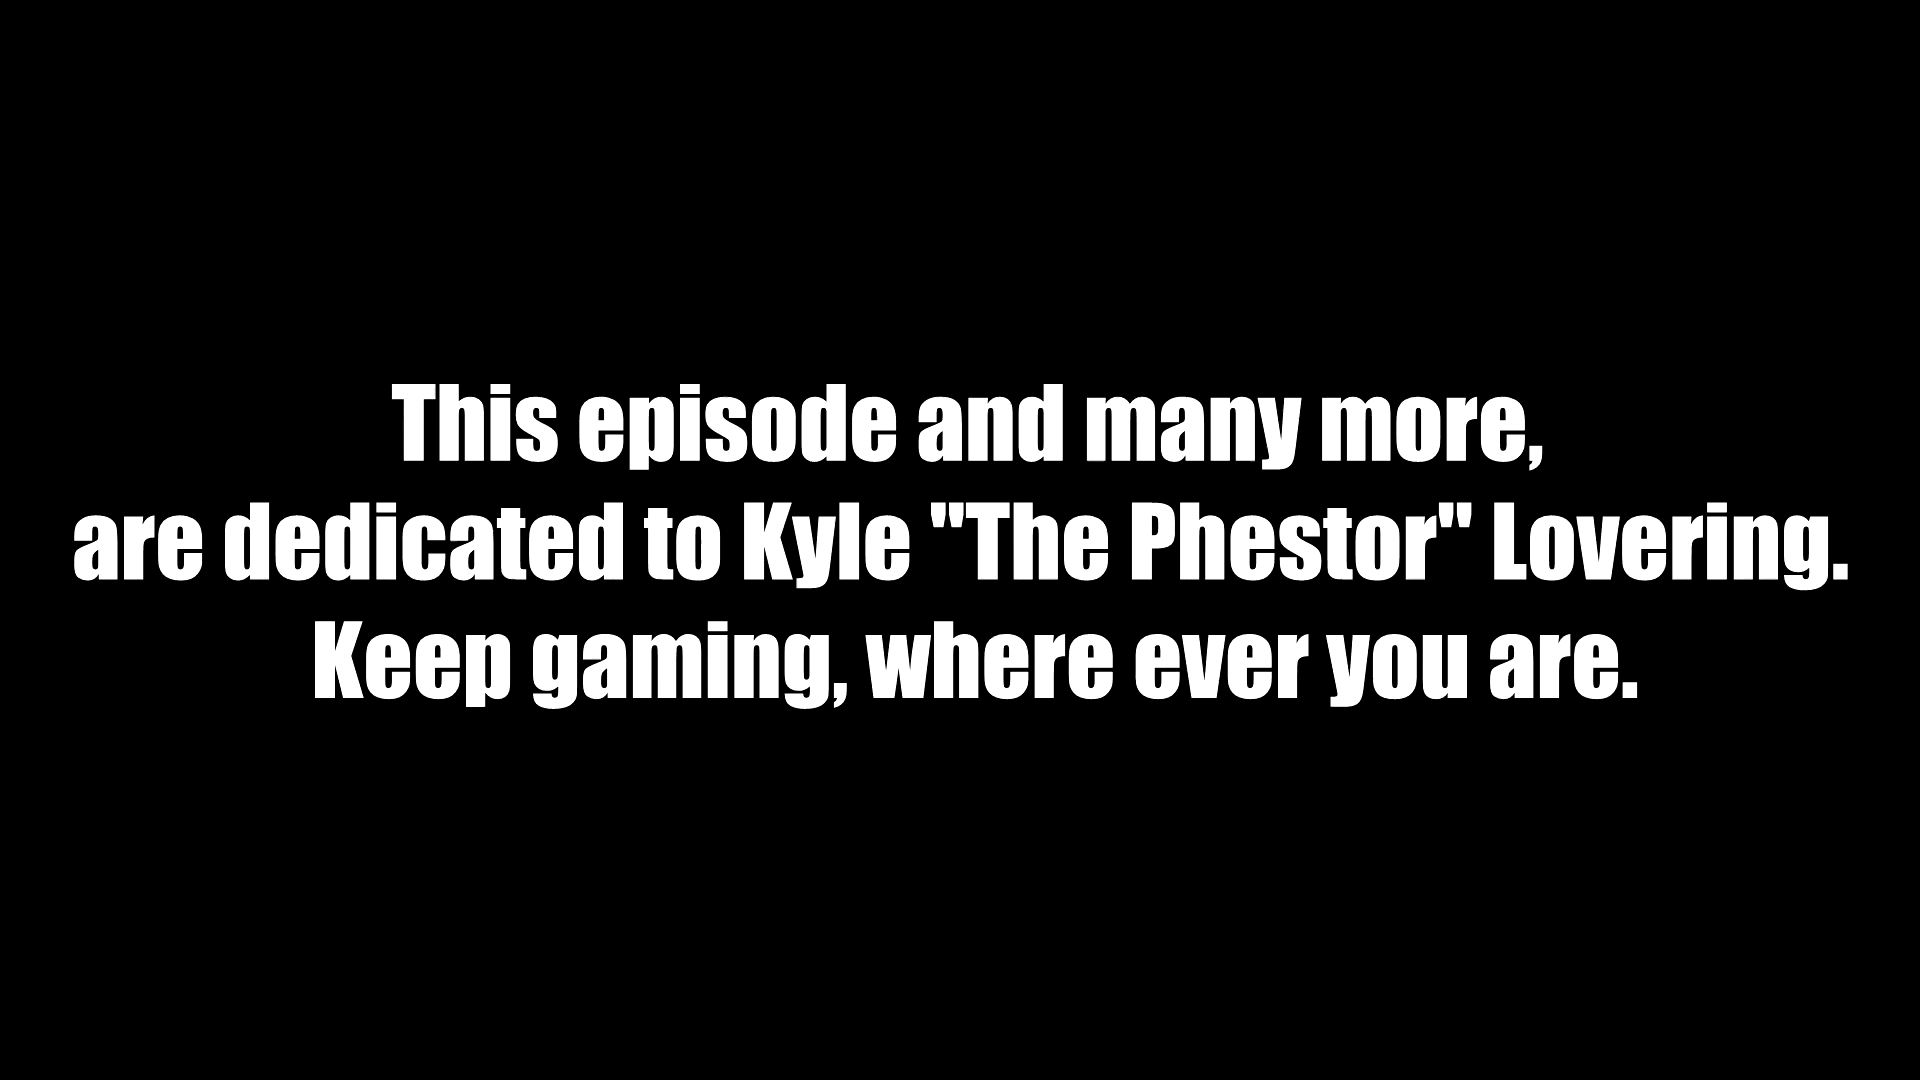 This episode and many more,
are dedicated to Kyle "The Phestor" Lovering.
Keep gaming, where ever you are.